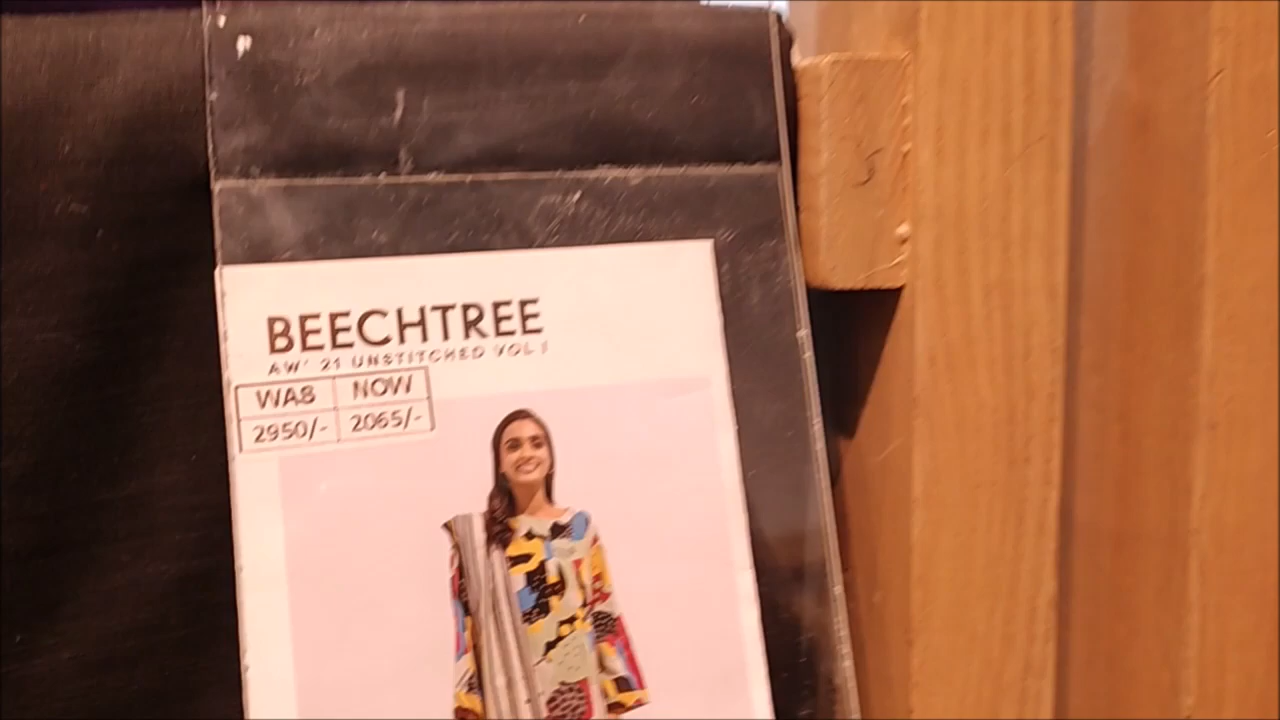 BEECHTREE
AW' 21 UNSTITCHED VOL I
WAS NOW
2950/- 2065/-